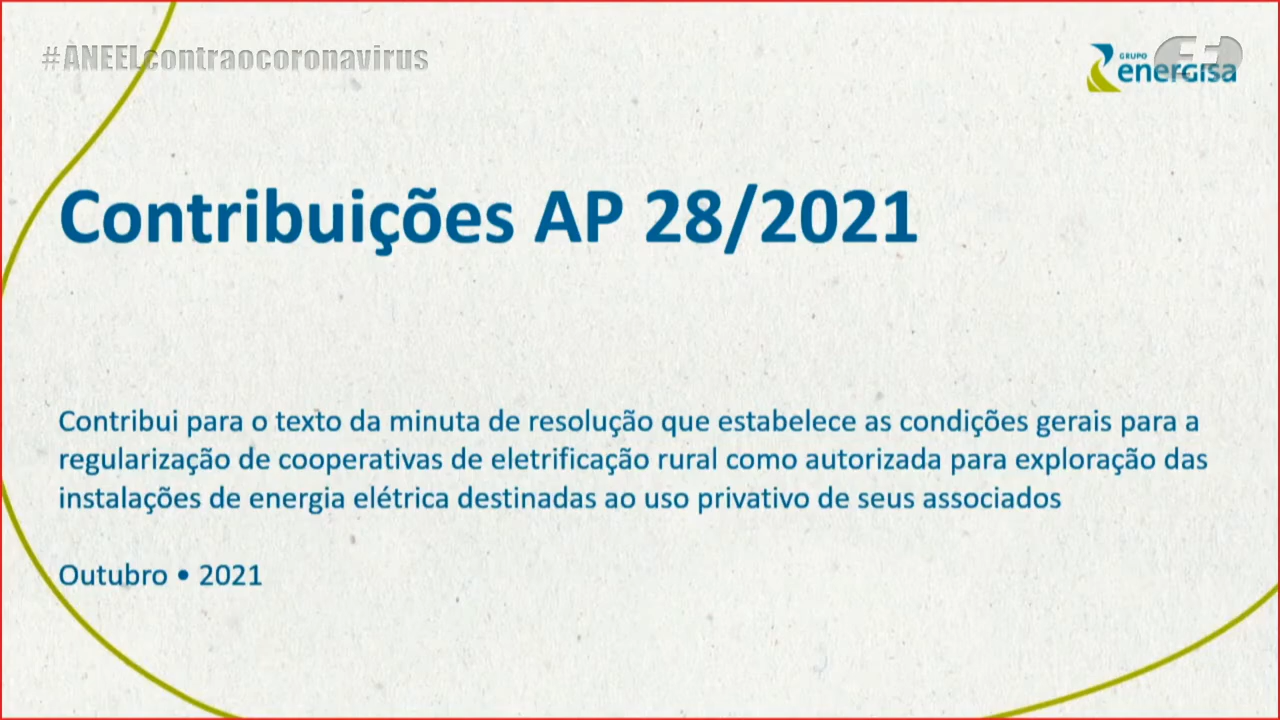 #ANEELcontraocoronavirus
GRUPO
energisa
Contribuições AP 28/2021
Contribui para o texto da minuta de resolução que estabelece as condições gerais para a
regularização de cooperativas de eletrificação rural como autorizada para exploração das
instalações de energia elétrica destinadas ao uso privativo de seus associados
Outubro • 2021